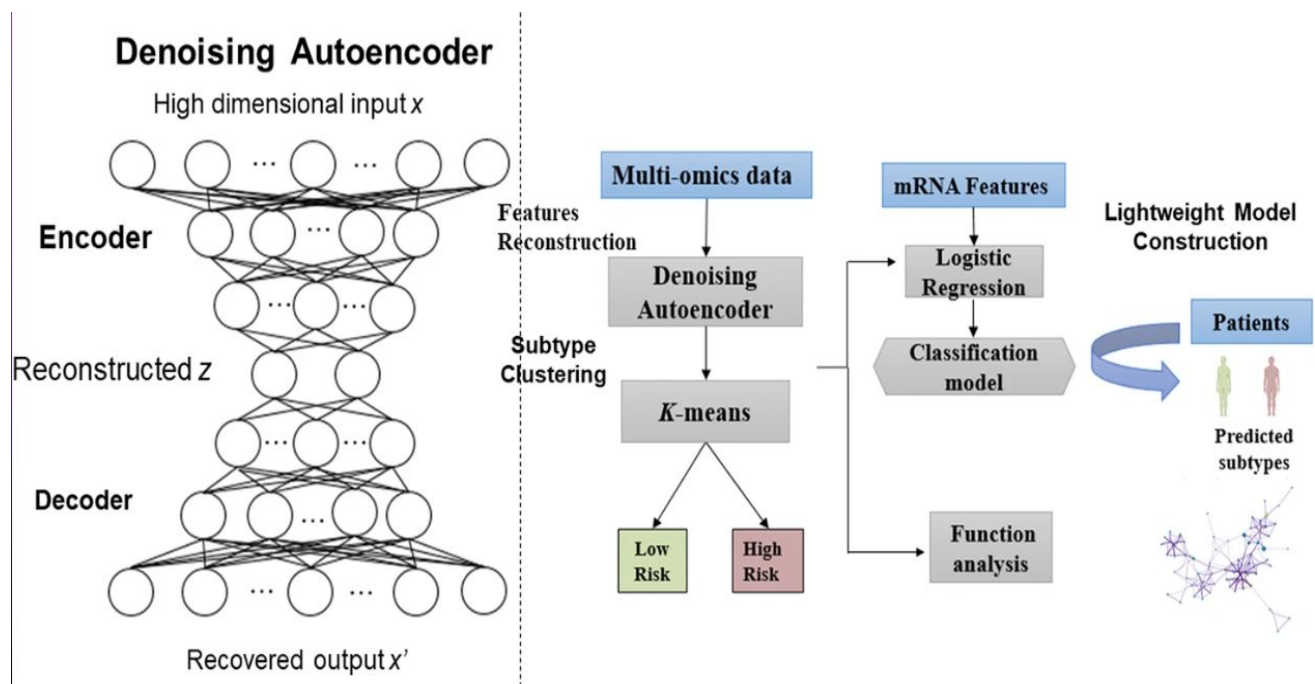 Denoising Autoencoder
High dimensional input x
...
...
Encoder
...
...
...
Reconstructed z
...
...
Decoder
...
...
...
Recovered output x'
Multi-omics data
Features
Reconstruction
Denoising
Autoencoder
Subtype
Clustering
K-means
Low
Risk
High
Risk
mRNA Features
Logistic
Regression
Classification
model
Function
analysis
Lightweight Model
Construction
Patients
Predicted
subtypes